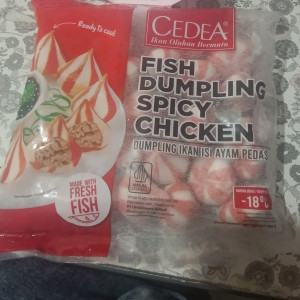 Ready To Cook
CEDEA®
Ikan Olahan Bermutu
FISH
DUMPLING
SPICY
CHICKEN
DUMPLING IKAN ISI AYAM PEDAS
MADE WITH
FRESH
FISH
-18°